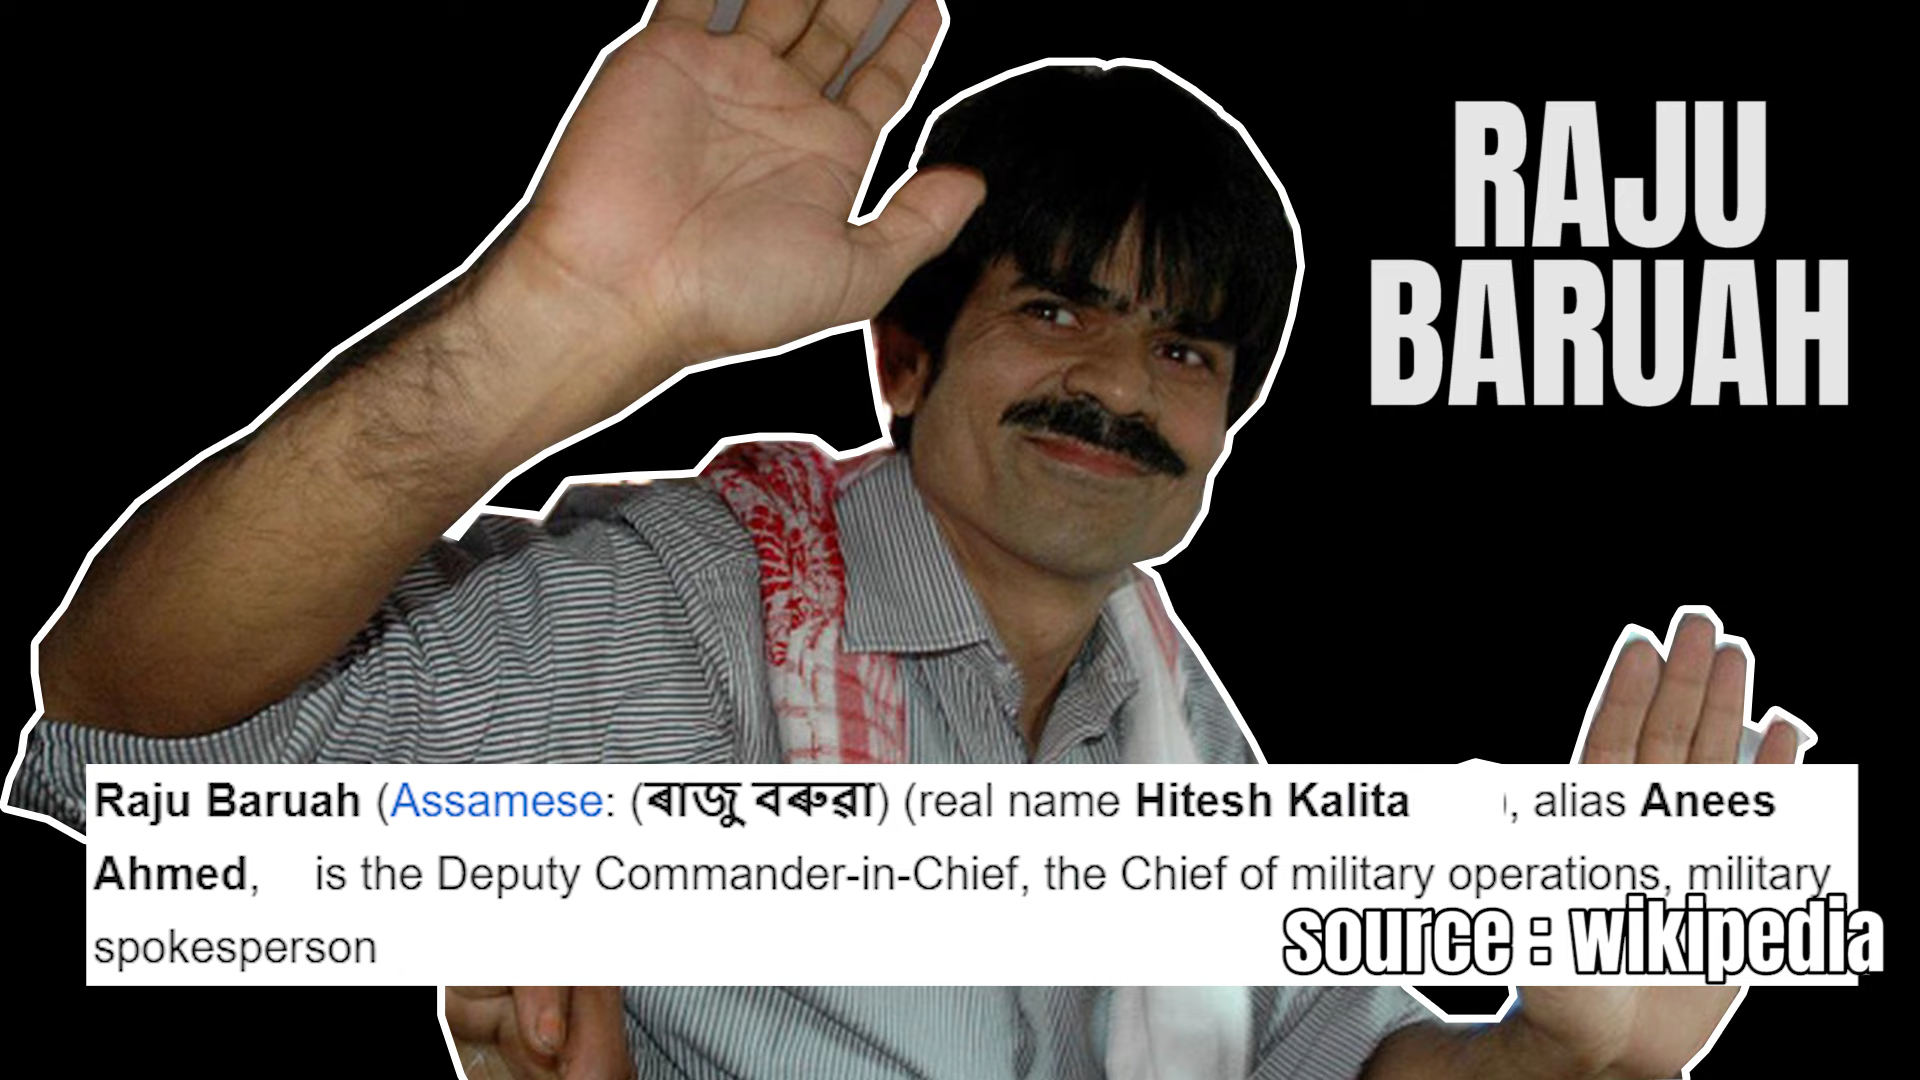 RAJU
BARUAH
Raju Baruah (Assamese: (ৰাজু বৰুৱা) (real name Hitesh Kalita ), alias Anees
Ahmed, is the Deputy Commander-in-Chief, the Chief of military operations, military
spokesperson
source : wikipedia